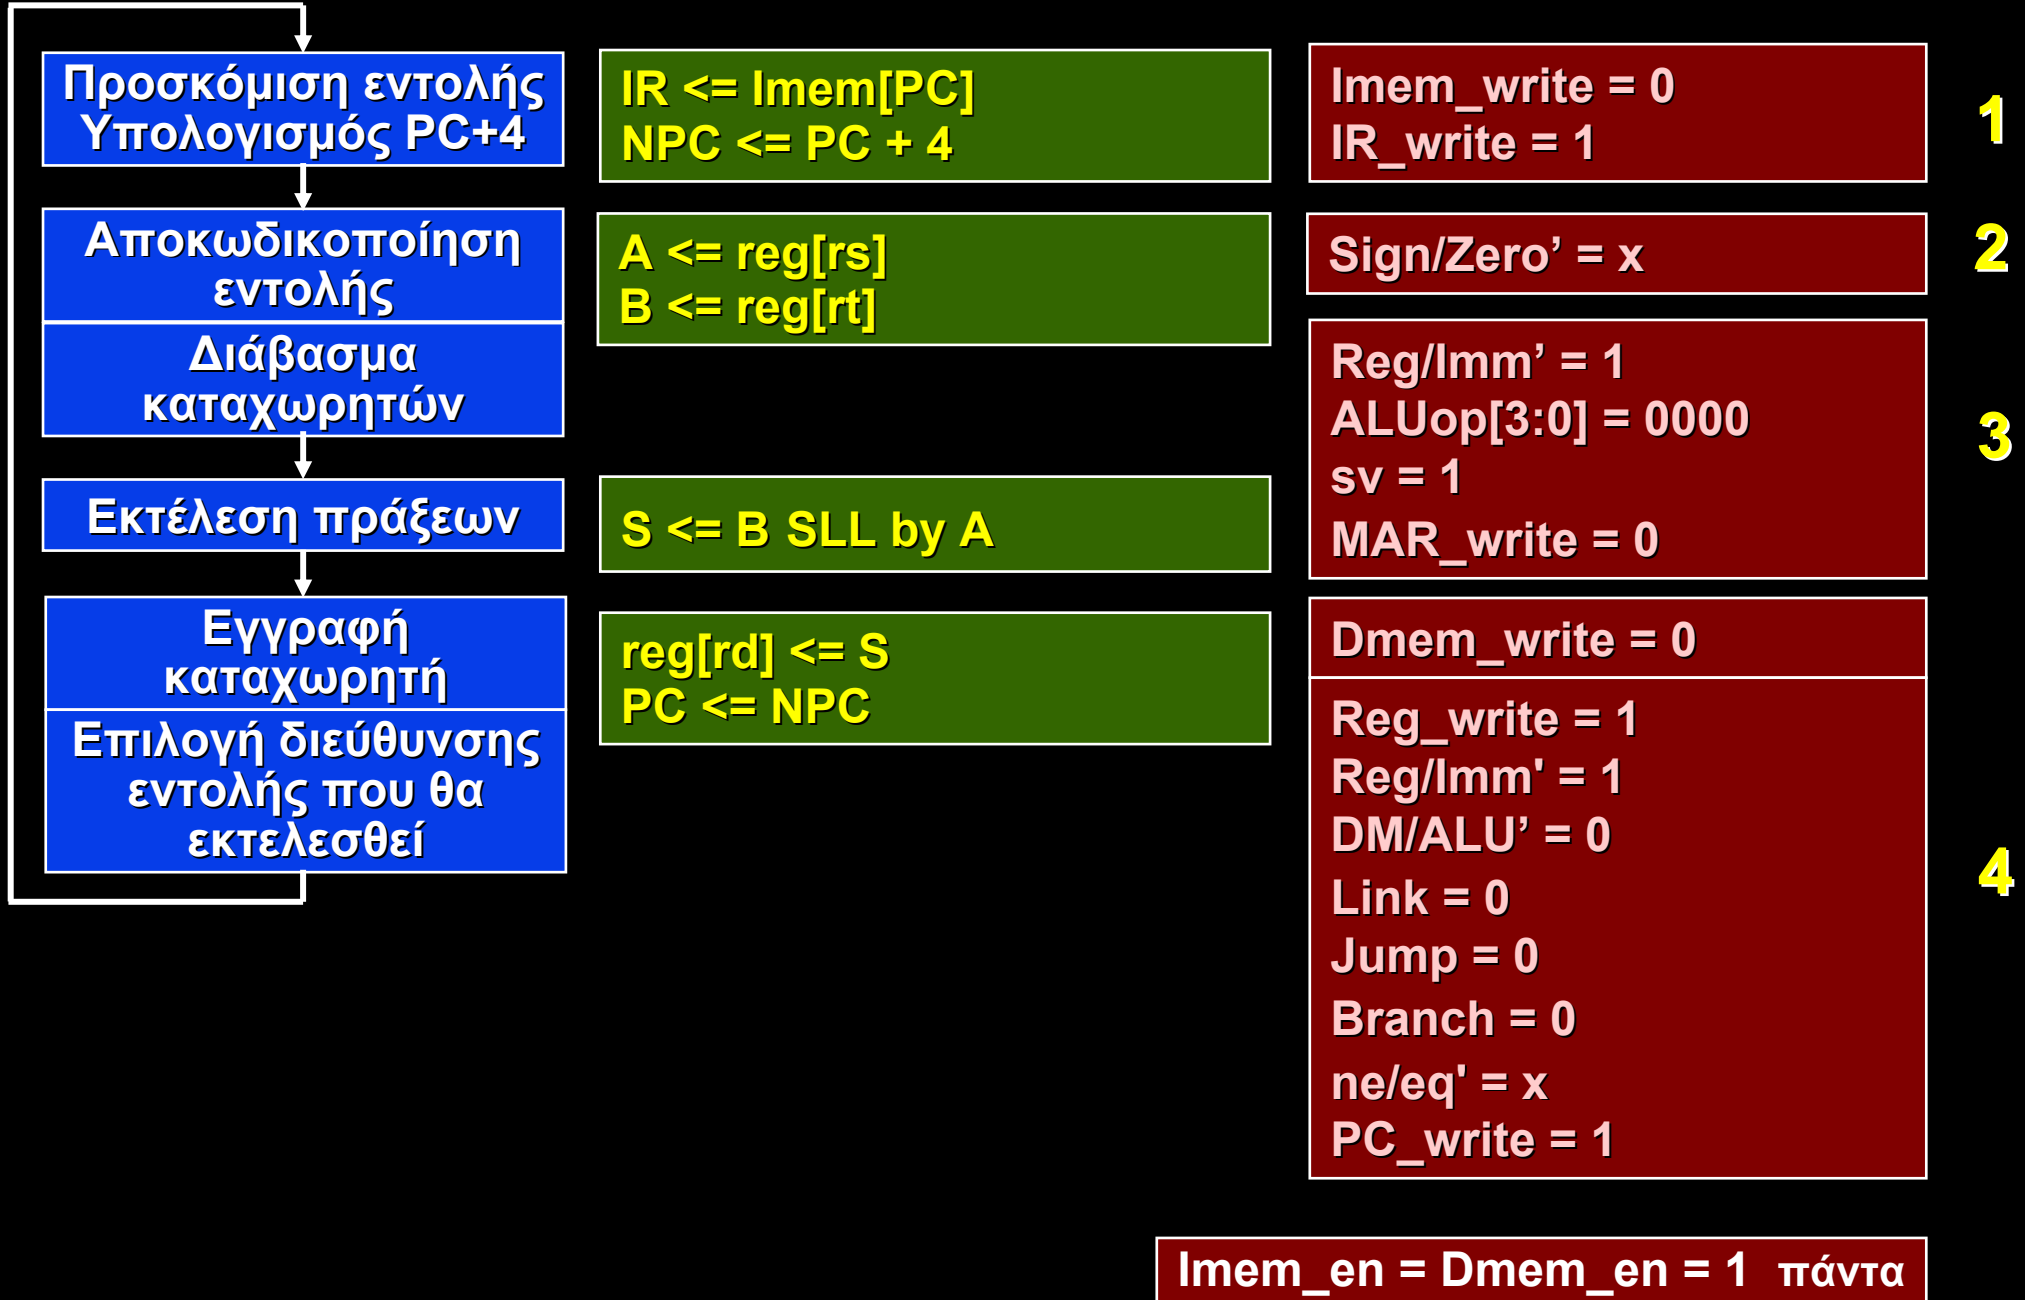 Προσκόμιση εντολής
Υπολογισμός PC+4
IR <= Imem[PC]
NPC <= PC + 4
Imem_write = 0
IR_write = 1
1
Αποκωδικοποίηση
εντολής
Διάβασμα
καταχωρητών
A <= reg[rs]
B <= reg[rt]
Sign/Zero’ = x
2
Εκτέλεση πράξεων
S <= B SLL by A
Reg/Imm’ = 1
ALUop[3:0] = 0000
sv = 1
MAR_write = 0
3
Εγγραφή
καταχωρητή
Επιλογή διεύθυνσης
εντολής που θα
εκτελεσθεί
reg[rd] <= S
PC <= NPC
Dmem_write = 0
Reg_write = 1
Reg/Imm' = 1
DM/ALU’ = 0
Link = 0
Jump = 0
Branch = 0
ne/eq' = x
PC_write = 1
4
Imem_en = Dmem_en = 1 πάντα